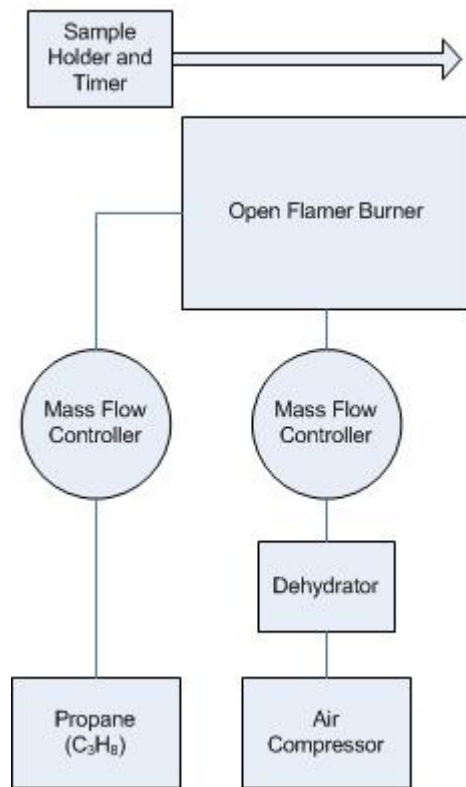 Sample
Holder and
Timer
Open Flamer Burner
Mass Flow
Controller
Mass Flow
Controller
Dehydrator
Propane
(C₃H₈)
Air
Compressor